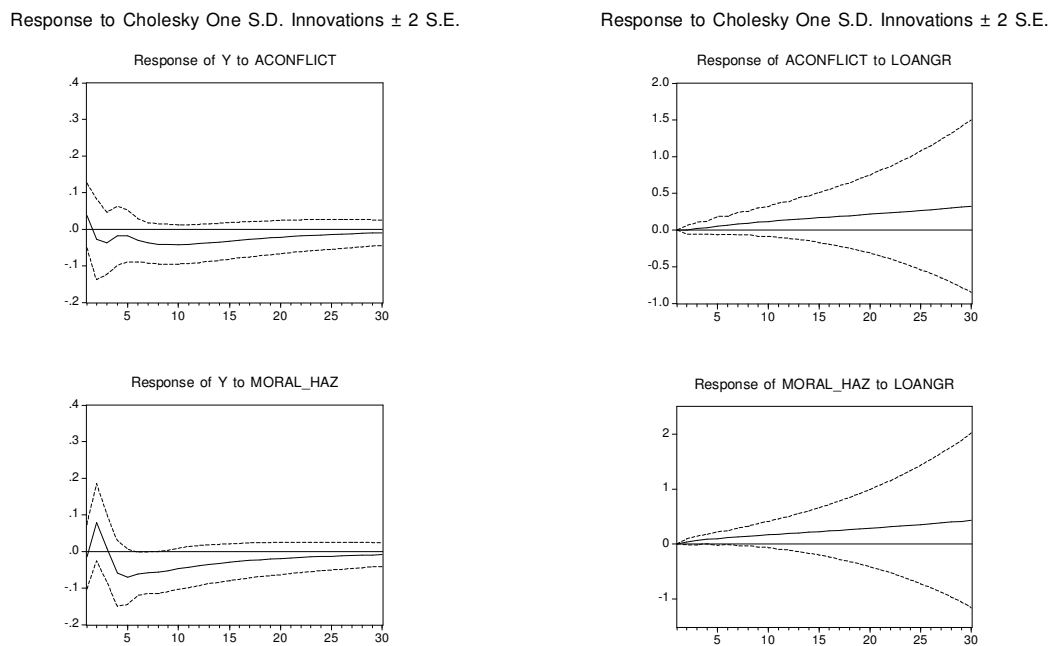 Response to Cholesky One S.D. Innovations ± 2 S.E.
Response of Y to ACONFLICT
.4
.3
.2
.1
.0
-.1
-.2
5 10 15 20 25 30
Response of Y to MORAL_HAZ
.4
.3
.2
.1
.0
-.1
-.2
5 10 15 20 25 30
Response to Cholesky One S.D. Innovations ± 2 S.E.
Response of ACONFLICT to LOANGR
2.0
1.5
1.0
0.5
0.0
-0.5
-1.0
5 10 15 20 25 30
Response of MORAL_HAZ to LOANGR
2
1
0
-1
5 10 15 20 25 30